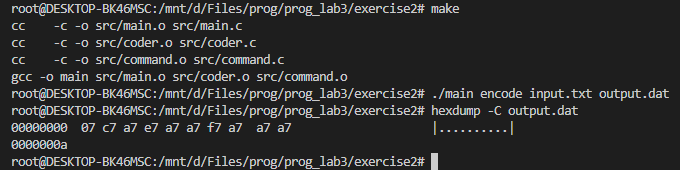 root@DESKTOP-BK46MSC:/mnt/d/Files/prog/prog_lab3/exercise2# make
cc    -c -o src/main.o src/main.c
cc    -c -o src/coder.o src/coder.c
cc    -c -o src/command.o src/command.c
gcc -o main src/main.o src/coder.o src/command.o
root@DESKTOP-BK46MSC:/mnt/d/Files/prog/prog_lab3/exercise2# ./main encode input.txt output.dat
root@DESKTOP-BK46MSC:/mnt/d/Files/prog/prog_lab3/exercise2# hexdump -C output.dat
00000000  07 c7 a7 e7 a7 a7 f7 a7  a7 a7                    |..........|
0000000a
root@DESKTOP-BK46MSC:/mnt/d/Files/prog/prog_lab3/exercise2#